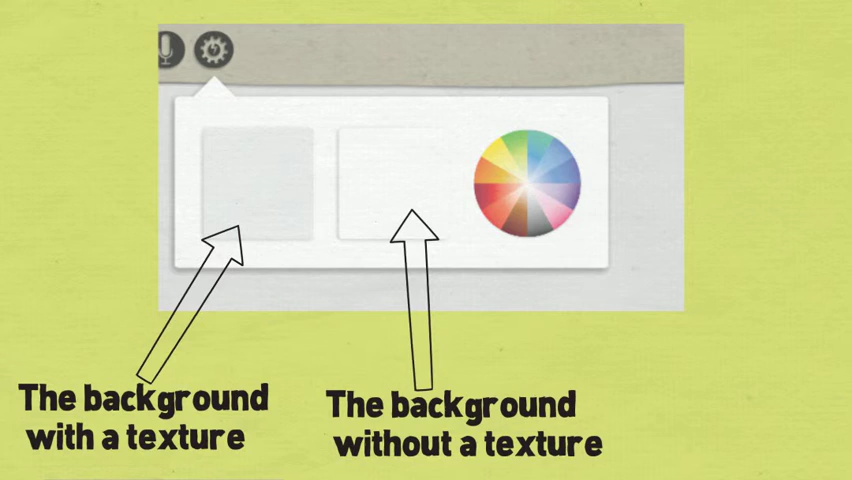 The background
with a texture
The background
without a texture